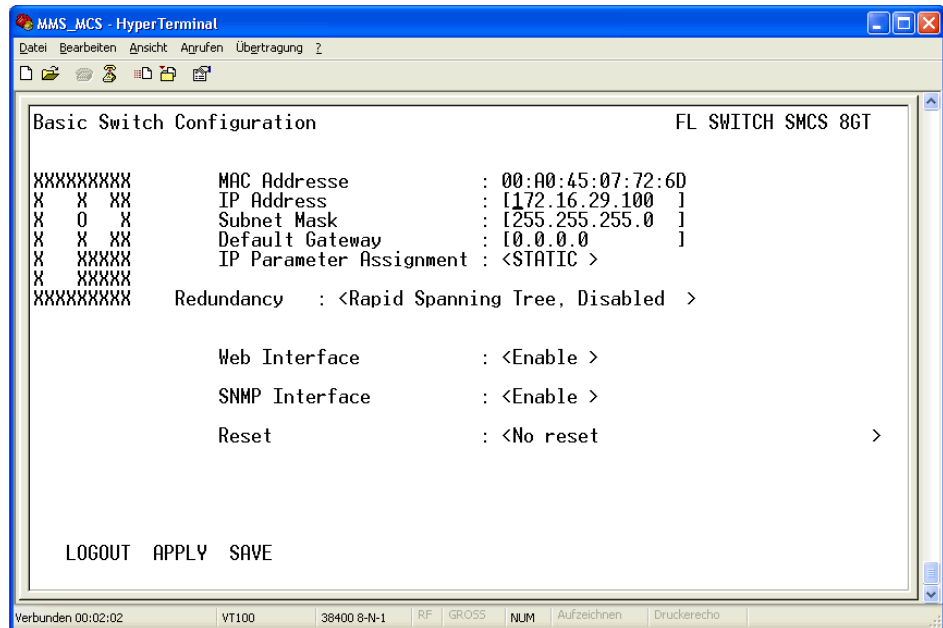 MMS_MCS - HyperTerminal
Datei Bearbeiten Ansicht Anrufen Übertragung ?
Basic Switch Configuration FL SWITCH SMCS 8GT
XXXXXXXXX MAC Addresse : 00:A0:45:07:72:6D
X X XX IP Address : [172.16.29.100 ]
X O X Subnet Mask : [255.255.255.0 ]
X X XX Default Gateway : [0.0.0.0 ]
X XXXXX IP Parameter Assignment : <STATIC >
X XXXXX
XXXXXXXXX Redundancy : <Rapid Spanning Tree, Disabled >
Web Interface : <Enable >
SNMP Interface : <Enable >
Reset : <No reset >
LOGOUT APPLY SAVE
Verbunden 00:02:02 VT100 38400 8-N-1 RF GROSS NUM Aufzeichnen Druckerecho